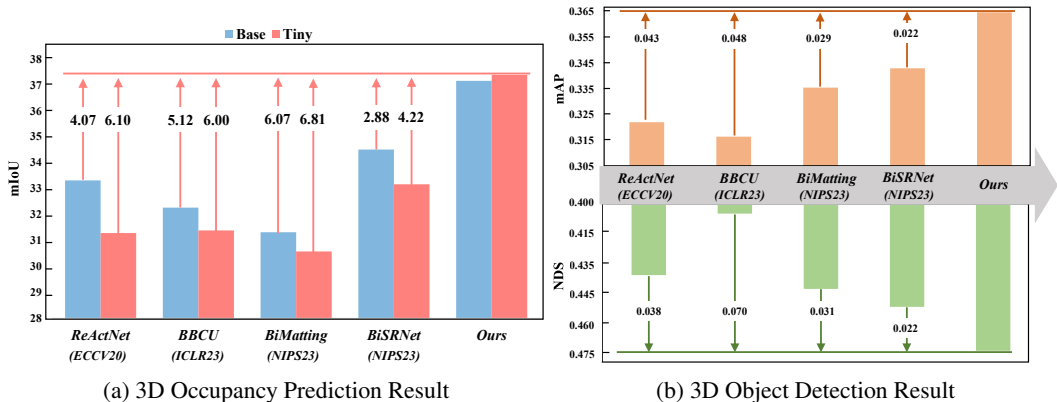 Base Tiny
38
37
36
34
33
32
31
30
29
28
mIoU
4.07 6.10 5.12 6.00 6.07 6.81 2.88 4.22
ReActNet BBCU BiMatting BiSRNet Ours
(ECCV20) (ICLR23) (NIPS23) (NIPS23)
(a) 3D Occupancy Prediction Result
0.365
0.355
0.335
0.325
0.315
0.305
mAP
0.043 0.048 0.029 0.022
ReActNet BBCU BiMatting BiSRNet Ours
(ECCV20) (ICLR23) (NIPS23) (NIPS23)
0.400
0.415
0.435
0.445
0.460
0.475
NDS
0.038 0.070 0.031 0.022
(b) 3D Object Detection Result